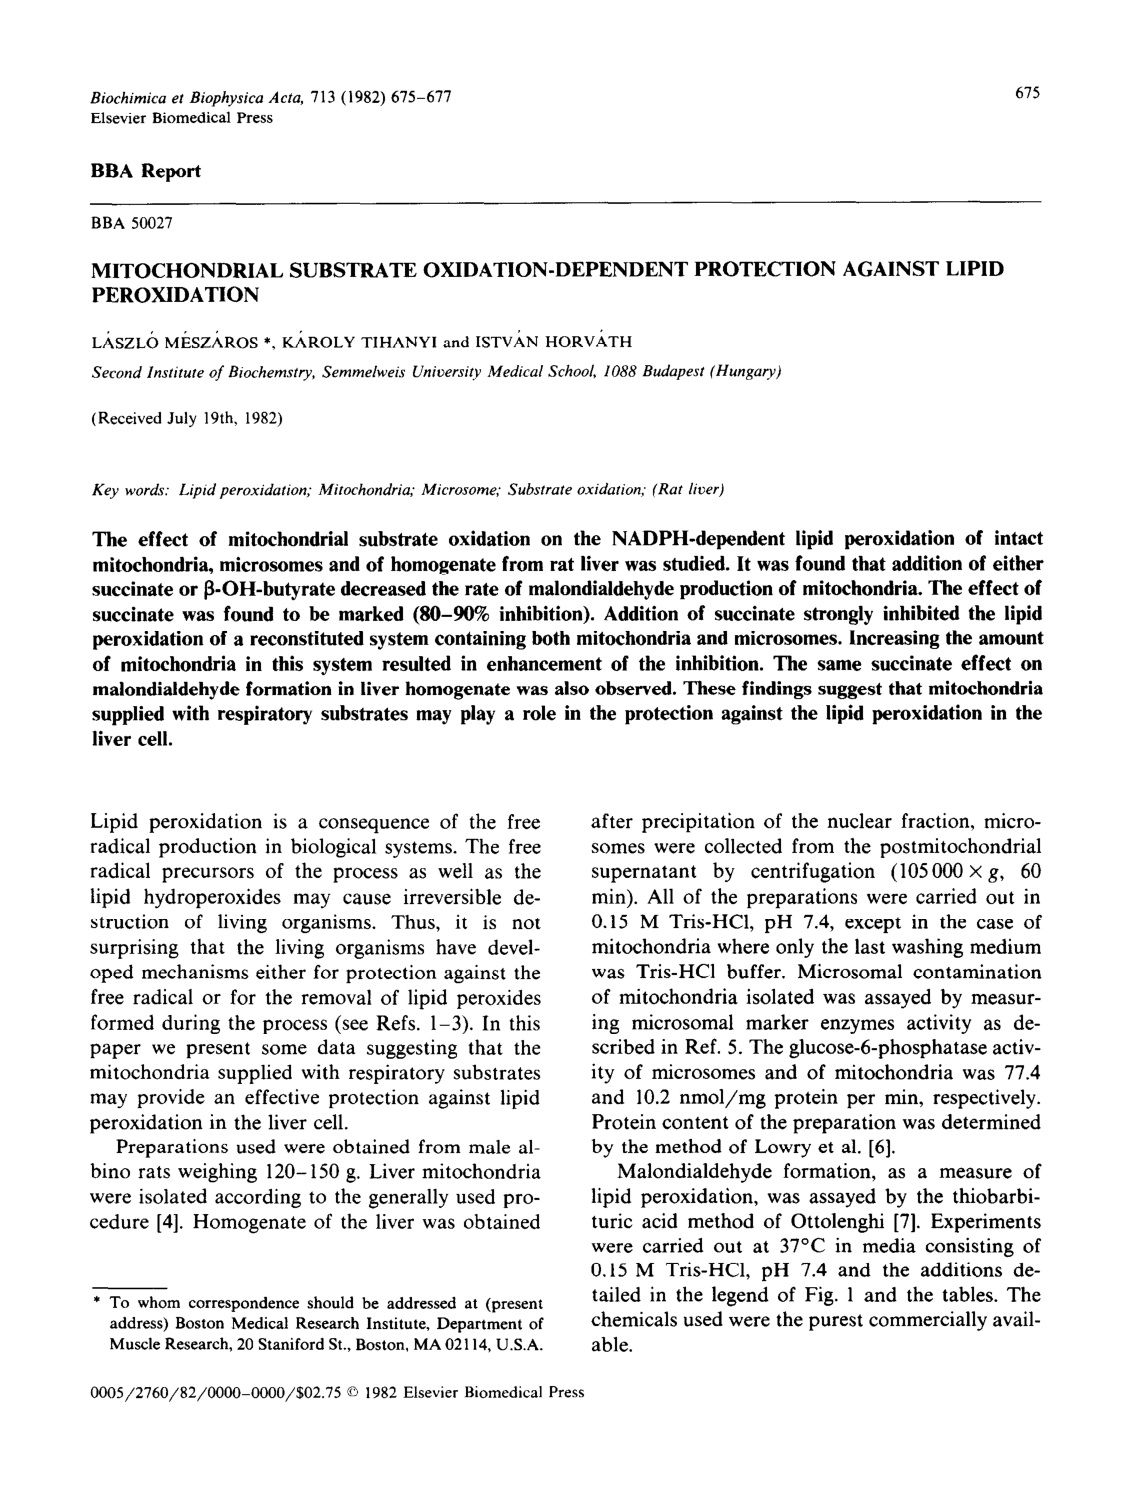 Biochimica et Biophysica Acta, 713 (1982) 675–677
675
Elsevier Biomedical Press
BBA Report
BBA 50027
MITOCHONDRIAL SUBSTRATE OXIDATION-DEPENDENT PROTECTION AGAINST LIPID
PEROXIDATION
LÁSZLÓ MÉSZÁROS *, KÁROLY TIHANYI and ISTVÁN HORVÁTH
Second Institute of Biochemstry, Semmelweis University Medical School, 1088 Budapest (Hungary)
(Received July 19th, 1982)
Key words: Lipid peroxidation; Mitochondria; Microsome; Substrate oxidation; (Rat liver)
The effect of mitochondrial substrate oxidation on the NADPH-dependent lipid peroxidation of intact
mitochondria, microsomes and of homogenate from rat liver was studied. It was found that addition of either
succinate or β-OH-butyrate decreased the rate of malondialdehyde production of mitochondria. The effect of
succinate was found to be marked (80–90% inhibition). Addition of succinate strongly inhibited the lipid
peroxidation of a reconstituted system containing both mitochondria and microsomes. Increasing the amount
of mitochondria in this system resulted in enhancement of the inhibition. The same succinate effect on
malondialdehyde formation in liver homogenate was also observed. These findings suggest that mitochondria
supplied with respiratory substrates may play a role in the protection against the lipid peroxidation in the
liver cell.
Lipid peroxidation is a consequence of the free
radical production in biological systems. The free
radical precursors of the process as well as the
lipid hydroperoxides may cause irreversible de-
struction of living organisms. Thus, it is not
surprising that the living organisms have devel-
oped mechanisms either for protection against the
free radical or for the removal of lipid peroxides
formed during the process (see Refs. 1–3). In this
paper we present some data suggesting that the
mitochondria supplied with respiratory substrates
may provide an effective protection against lipid
peroxidation in the liver cell.
Preparations used were obtained from male al-
bino rats weighing 120–150 g. Liver mitochondria
were isolated according to the generally used pro-
cedure [4]. Homogenate of the liver was obtained
* To whom correspondence should be addressed at (present
address) Boston Medical Research Institute, Department of
Muscle Research, 20 Staniford St., Boston, MA 02114, U.S.A.
after precipitation of the nuclear fraction, micro-
somes were collected from the postmitochondrial
supernatant by centrifugation (105 000 × g, 60
min). All of the preparations were carried out in
0.15 M Tris-HCl, pH 7.4, except in the case of
mitochondria where only the last washing medium
was Tris-HCl buffer. Microsomal contamination
of mitochondria isolated was assayed by measur-
ing microsomal marker enzymes activity as de-
scribed in Ref. 5. The glucose-6-phosphatase activ-
ity of microsomes and of mitochondria was 77.4
and 10.2 nmol/mg protein per min, respectively.
Protein content of the preparation was determined
by the method of Lowry et al. [6].
Malondialdehyde formation, as a measure of
lipid peroxidation, was assayed by the thiobarbi-
turic acid method of Ottolenghi [7]. Experiments
were carried out at 37°C in media consisting of
0.15 M Tris-HCl, pH 7.4 and the additions de-
tailed in the legend of Fig. 1 and the tables. The
chemicals used were the purest commercially avail-
able.
0005/2760/82/0000–0000/$02.75 © 1982 Elsevier Biomedical Press